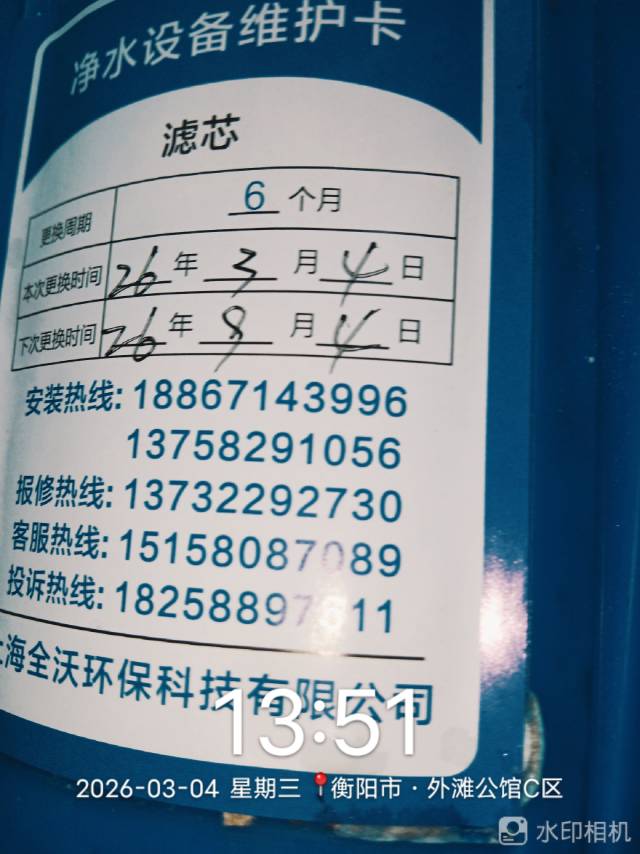 净水设备维护卡
滤芯
更换周期 6 个月
本次更换时间 26 年 3 月 4 日
下次更换时间 26 年 9 月 4 日
安装热线: 18867143996
13758291056
报修热线: 13732292730
客服热线: 15158087089
投诉热线: 18258897611
上海全沃环保科技有限公司
13:51
2026-03-04 星期三 衡阳市·外滩公馆C区
水印相机